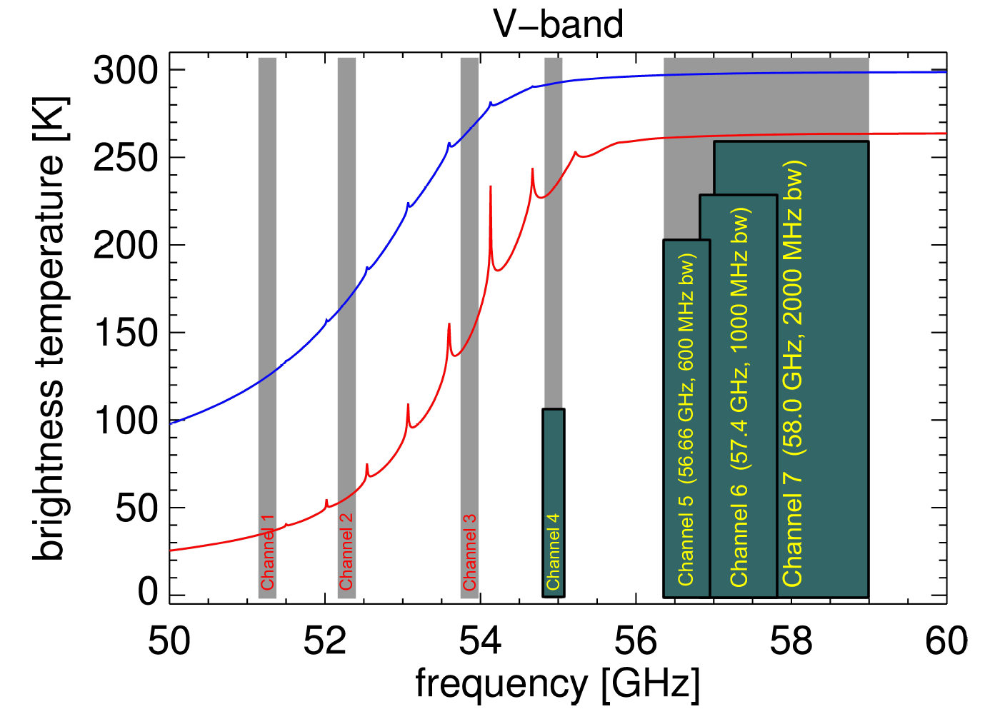 V−band
brightness temperature [K]
300
250
200
150
100
50
0
Channel 1
Channel 2
Channel 3
Channel 4
Channel 5 (56.66 GHz, 600 MHz bw)
Channel 6 (57.4 GHz, 1000 MHz bw)
Channel 7 (58.0 GHz, 2000 MHz bw)
50 52 54 56 58 60
frequency [GHz]